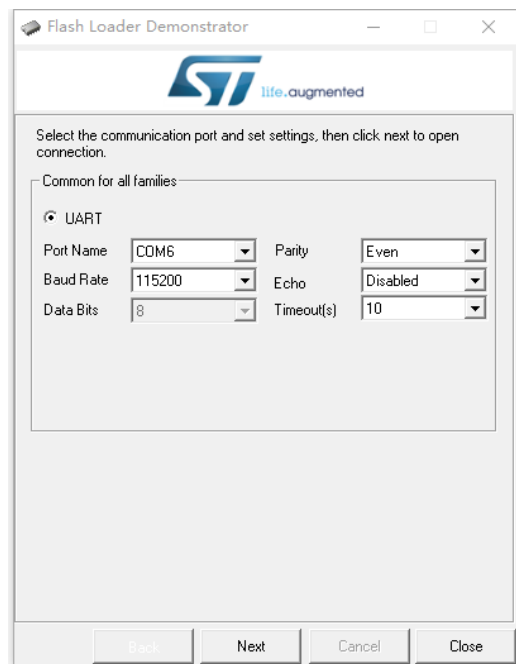 Flash Loader Demonstrator
ST life.augmented
Select the communication port and set settings, then click next to open
connection.
Common for all families
UART
Port Name COM6 Parity Even
Baud Rate 115200 Echo Disabled
Data Bits 8 Timeout(s) 10
Back Next Cancel Close